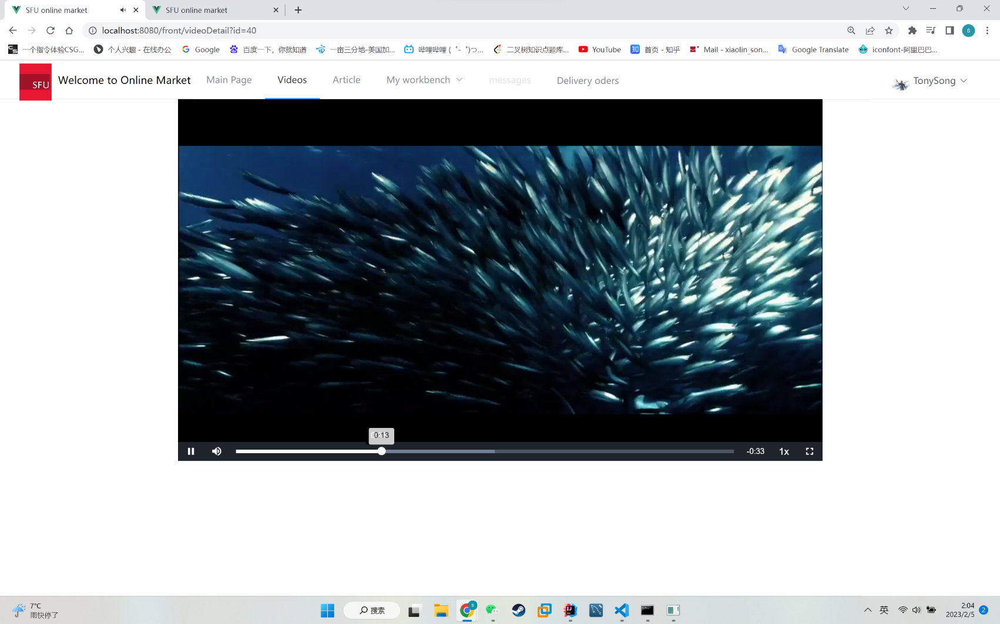 SFU online market
SFU online market
localhost:8080/front/videoDetail?id=40
S
一个指令体验CSG...
个人兴趣 - 在线办公
Google
百度一下，你就知道
一亩三分地-美国加...
哔哩哔哩 ( ゜- ゜)つ...
二叉树知识点题库...
YouTube
知
首页 - 知乎
Mail - xiaolin_son...
Google Translate
iconfont-阿里巴巴...
SFU
Welcome to Online Market
Main Page
Videos
Article
My workbench
messages
Delivery oders
TonySong
0:13
-0:33
1x
7°C
雨快停了
搜索
英
2:04
2023/2/5
2